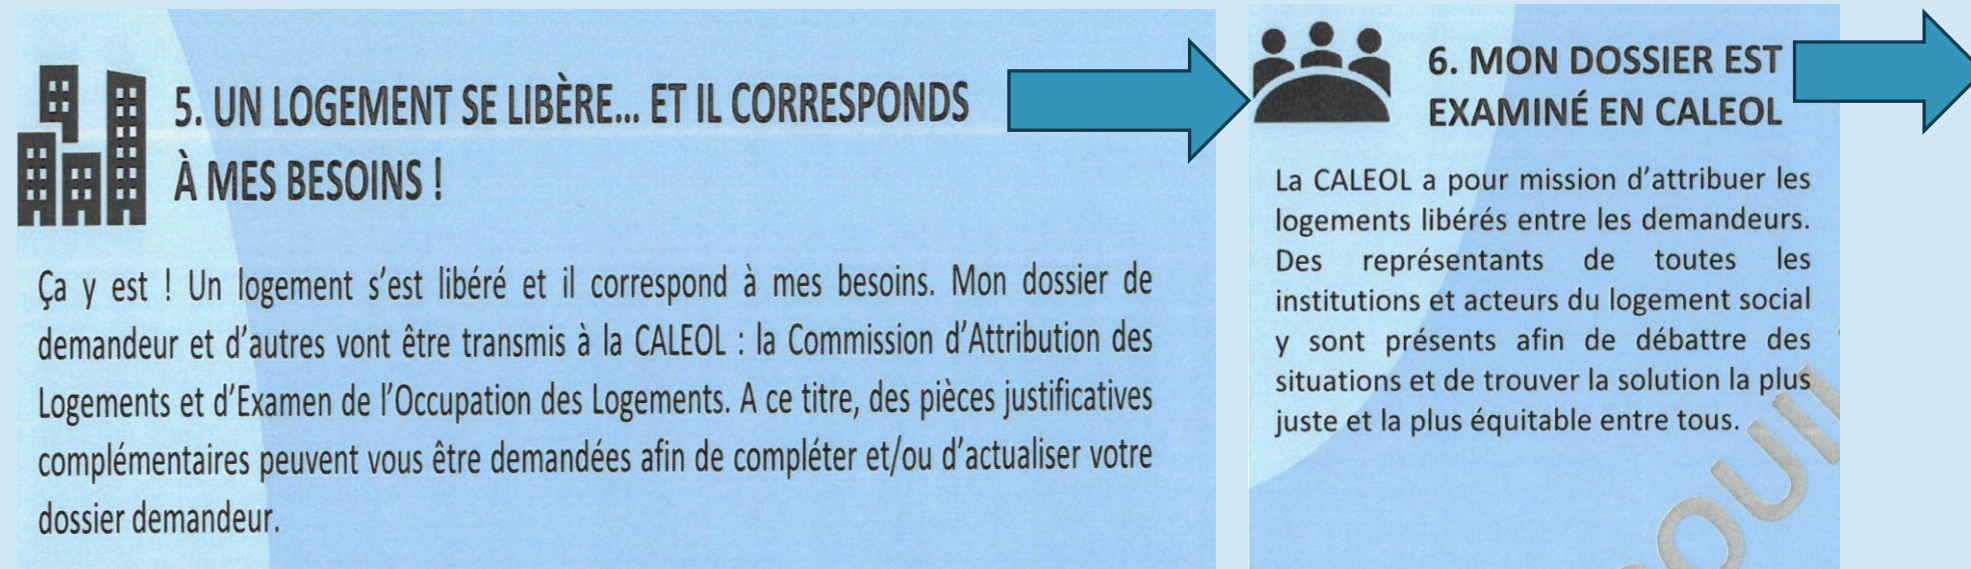 5. UN LOGEMENT SE LIBÈRE... ET IL CORRESPONDS
À MES BESOINS !
Ça y est ! Un logement s'est libéré et il correspond à mes besoins. Mon dossier de
demandeur et d'autres vont être transmis à la CALEOL : la Commission d'Attribution des
Logements et d'Examen de l'Occupation des Logements. A ce titre, des pièces justificatives
complémentaires peuvent vous être demandées afin de compléter et/ou d'actualiser votre
dossier demandeur.
6. MON DOSSIER EST
EXAMINÉ EN CALEOL
La CALEOL a pour mission d'attribuer les
logements libérés entre les demandeurs.
Des représentants de toutes les
institutions et acteurs du logement social
y sont présents afin de débattre des
situations et de trouver la solution la plus
juste et la plus équitable entre tous.